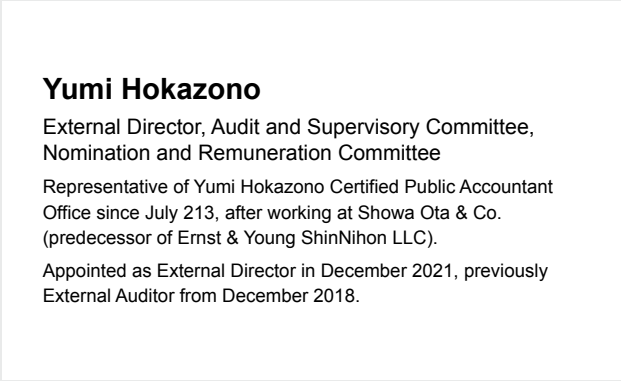 Yumi Hokazono
External Director, Audit and Supervisory Committee,
Nomination and Remuneration Committee
Representative of Yumi Hokazono Certified Public Accountant
Office since July 213, after working at Showa Ota & Co.
(predecessor of Ernst & Young ShinNihon LLC).
Appointed as External Director in December 2021, previously
External Auditor from December 2018.